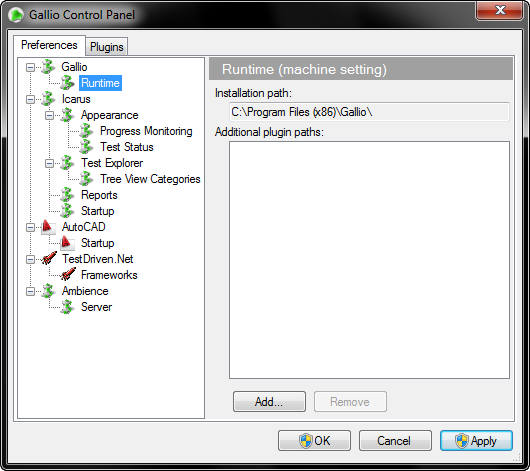 Gallio Control Panel
Preferences
Plugins
Gallio
Runtime
Icarus
Appearance
Progress Monitoring
Test Status
Test Explorer
Tree View Categories
Reports
Startup
AutoCAD
Startup
TestDriven.Net
Frameworks
Ambience
Server
Runtime (machine setting)
Installation path:
C:\Program Files (x86)\Gallio\
Additional plugin paths:
Add...
Remove
OK
Cancel
Apply